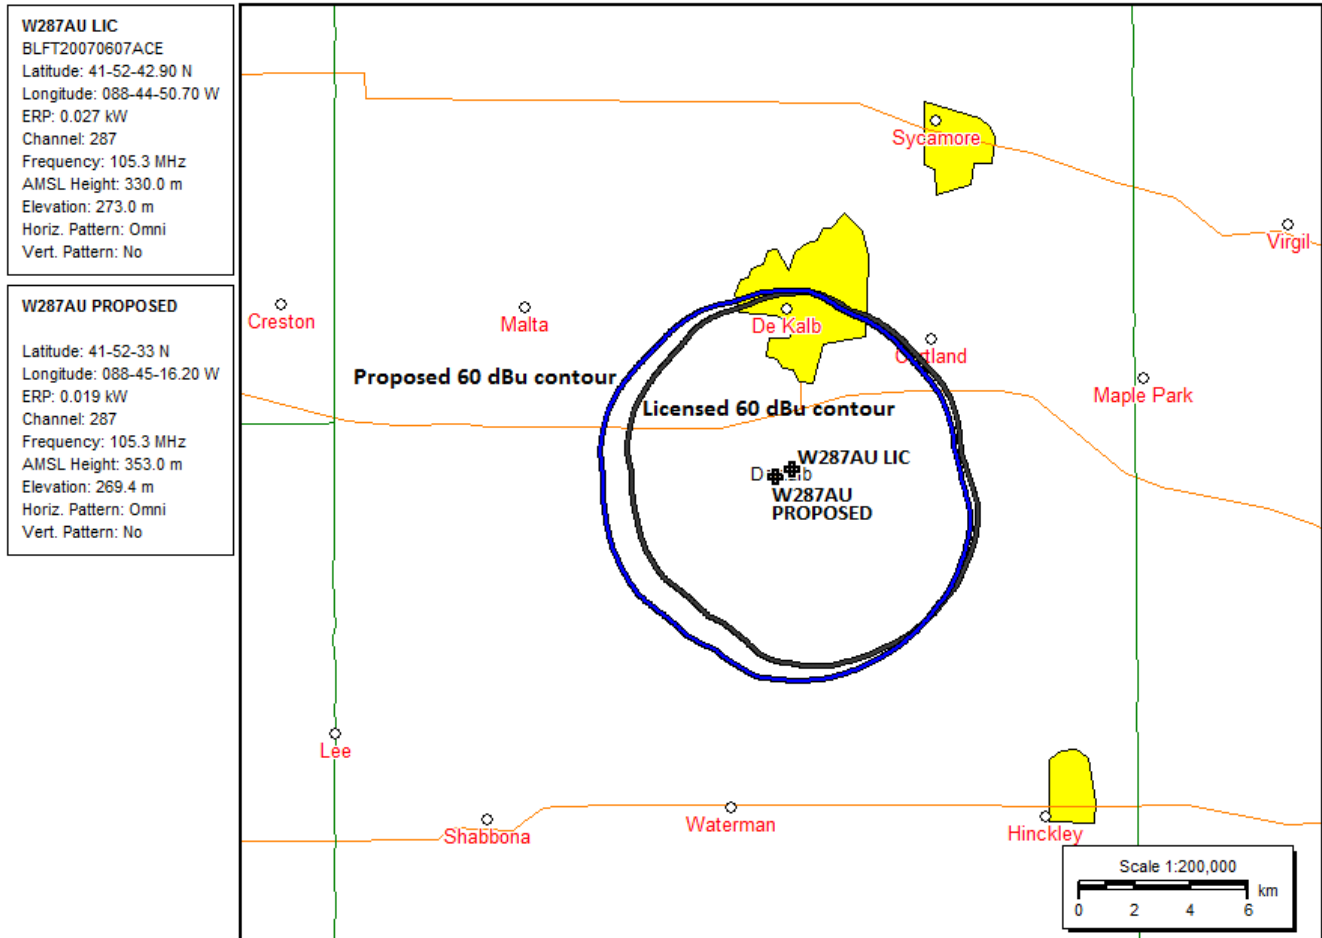 W287AU LIC
BLFT20070607ACE
Latitude: 41-52-42.90 N
Longitude: 088-44-50.70 W
ERP: 0.027 kW
Channel: 287
Frequency: 105.3 MHz
AMSL Height: 330.0 m
Elevation: 273.0 m
Horiz. Pattern: Omni
Vert. Pattern: No
W287AU PROPOSED
Latitude: 41-52-33 N
Longitude: 088-45-16.20 W
ERP: 0.019 kW
Channel: 287
Frequency: 105.3 MHz
AMSL Height: 353.0 m
Elevation: 269.4 m
Horiz. Pattern: Omni
Vert. Pattern: No
Sycamore
Virgil
Creston
Malta
De Kalb
Cortland
Maple Park
Proposed 60 dBu contour
Licensed 60 dBu contour
W287AU LIC
W287AU
PROPOSED
Lee
Shabbona
Waterman
Hinckley
Scale 1:200,000
km
0 2 4 6